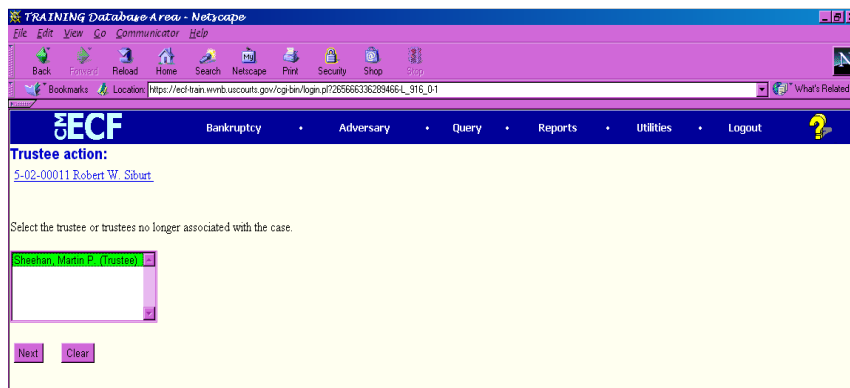 TRAINING Database Area - Netscape
File Edit View Go Communicator Help
Back Forward Reload Home Search Netscape Print Security Shop Stop
Bookmarks Location: https://ecf-train.wvnb.uscourts.gov/cgi-bin/login.pl?265666336289466-L_916_0-1 What's Related
CM ECF Bankruptcy • Adversary • Query • Reports • Utilities • Logout ?
Trustee action:
5-02-00011 Robert W. Siburt
Select the trustee or trustees no longer associated with the case.
Sheehan, Martin P. (Trustee)
Next Clear